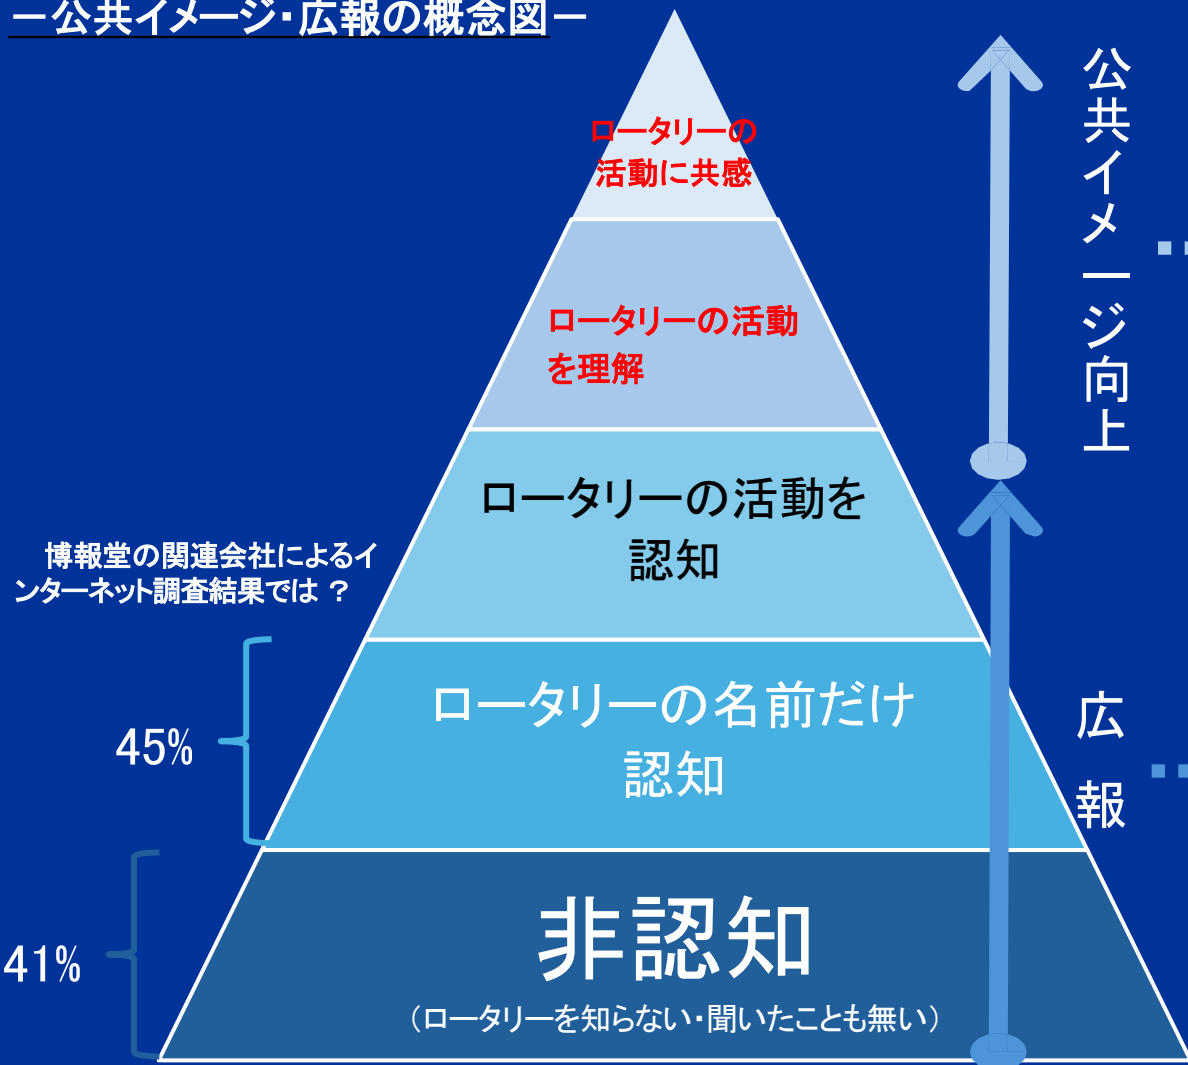 －公共イメージ・広報の概念図－
ロータリーの
活動に共感
ロータリーの活動
を理解
ロータリーの活動を
認知
ロータリーの名前だけ
認知
非認知
（ロータリーを知らない・聞いたことも無い）
博報堂の関連会社によるイ
ンターネット調査結果では？
45%
41%
公共イメージ向上
広報